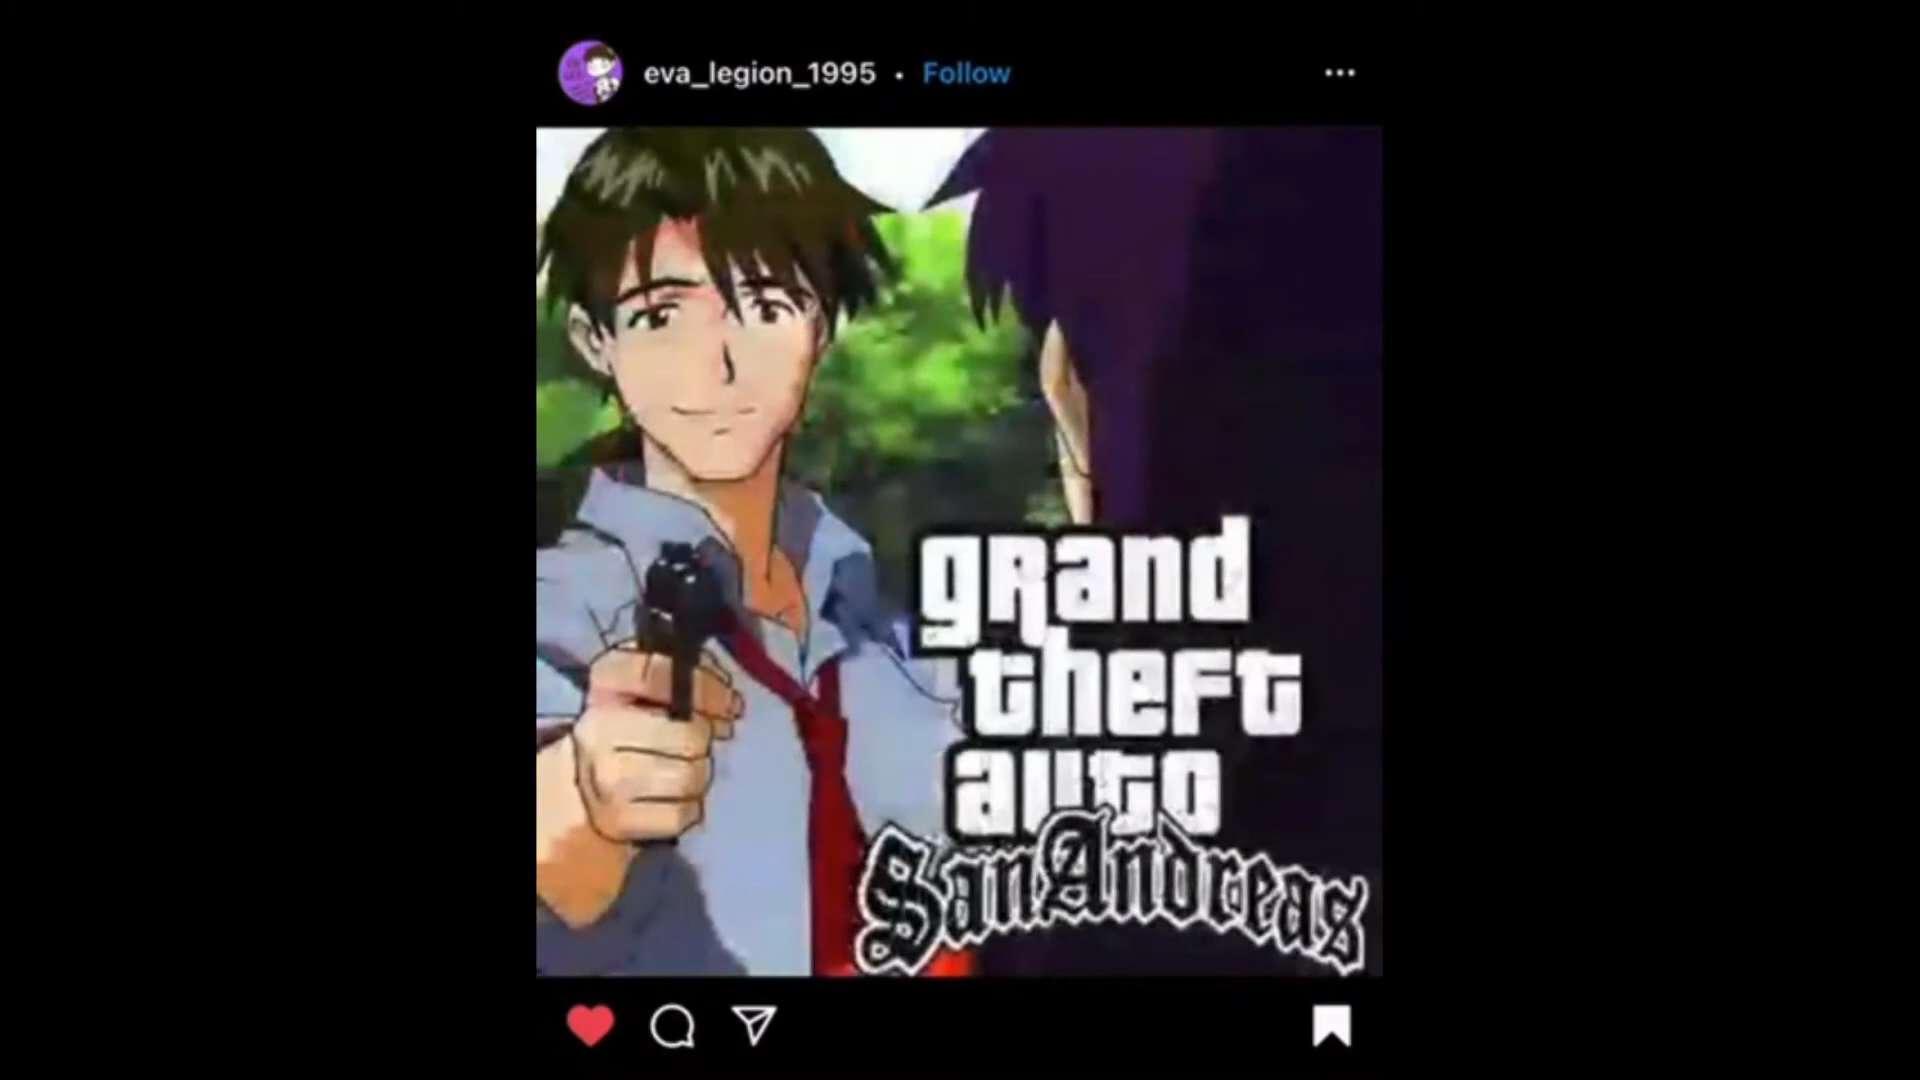 eva_legion_1995 • Follow
grand
theft
auto
San Andreas